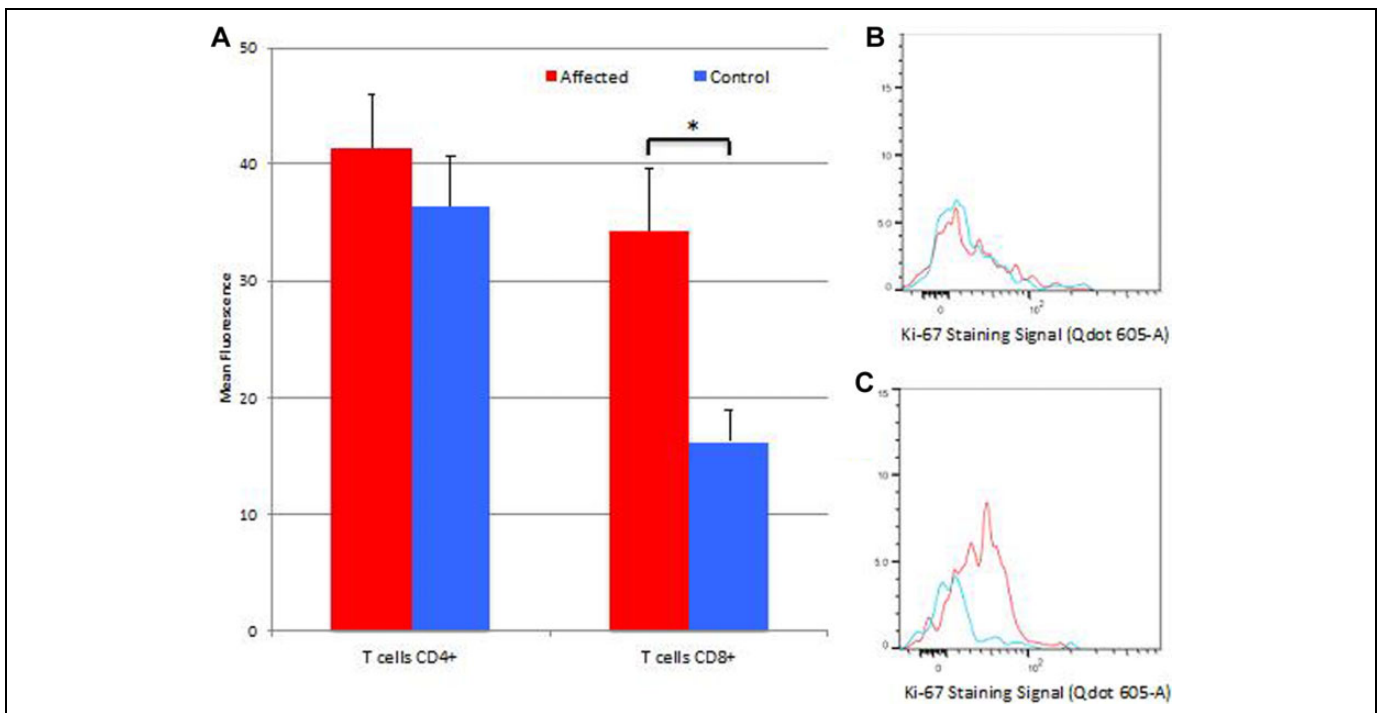 A
50
Affected
Control
*
40
30
20
10
0
Mean Fluorescence
T cells CD4+
T cells CD8+
B
15
10
5.0
0
0
10²
Ki-67 Staining Signal (Qdot 605-A)
C
15
10
5.0
0
0
10²
Ki-67 Staining Signal (Qdot 605-A)